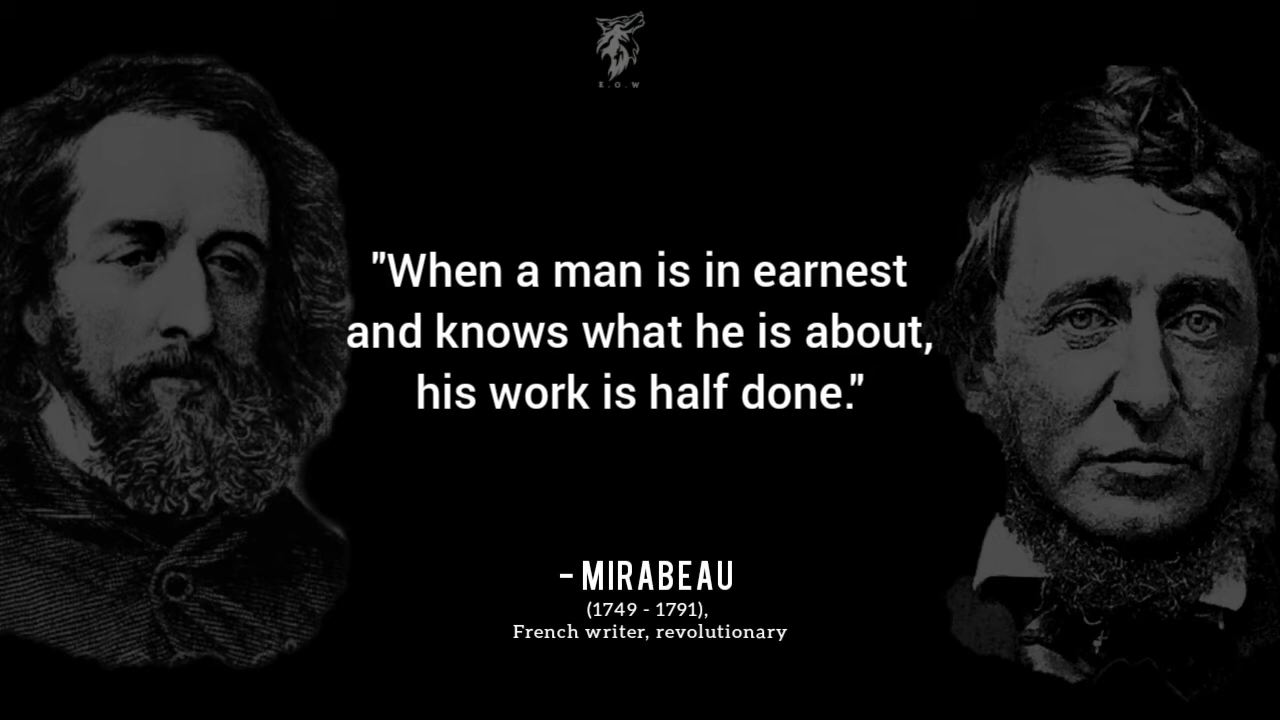 E.O.W
"When a man is in earnest
and knows what he is about,
his work is half done."
- MIRABEAU
(1749 - 1791),
French writer, revolutionary